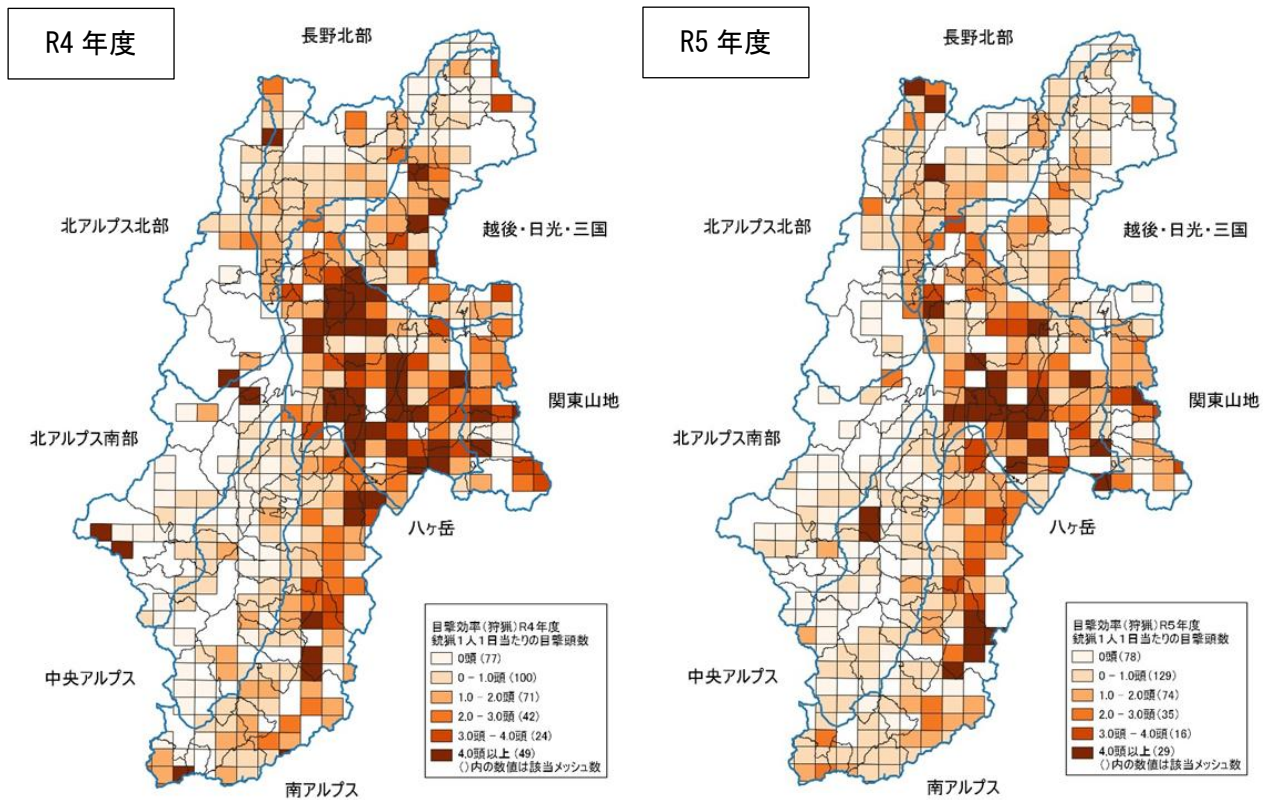 R4 年度
長野北部
北アルプス北部
越後・日光・三国
関東山地
北アルプス南部
八ヶ岳
中央アルプス
南アルプス
目撃効率(狩猟)R4年度
銃猟1人1日当たりの目撃頭数
0頭(77)
0 - 1.0頭(100)
1.0 - 2.0頭(71)
2.0 - 3.0頭(42)
3.0頭 - 4.0頭(24)
4.0頭以上(49)
()内の数値は該当メッシュ数
R5 年度
長野北部
北アルプス北部
越後・日光・三国
関東山地
北アルプス南部
八ヶ岳
中央アルプス
南アルプス
目撃効率(狩猟)R5年度
銃猟1人1日当たりの目撃頭数
0頭(78)
0 - 1.0頭(129)
1.0 - 2.0頭(74)
2.0 - 3.0頭(35)
3.0頭 - 4.0頭(16)
4.0頭以上(29)
()内の数値は該当メッシュ数